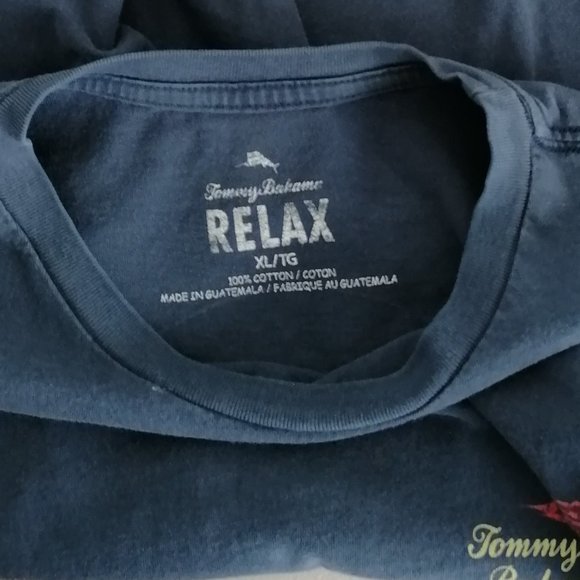 Tommy Bahama
RELAX
XL/TG
100% COTTON / COTON
MADE IN GUATEMALA / FABRIQUE AU GUATEMALA
Tommy